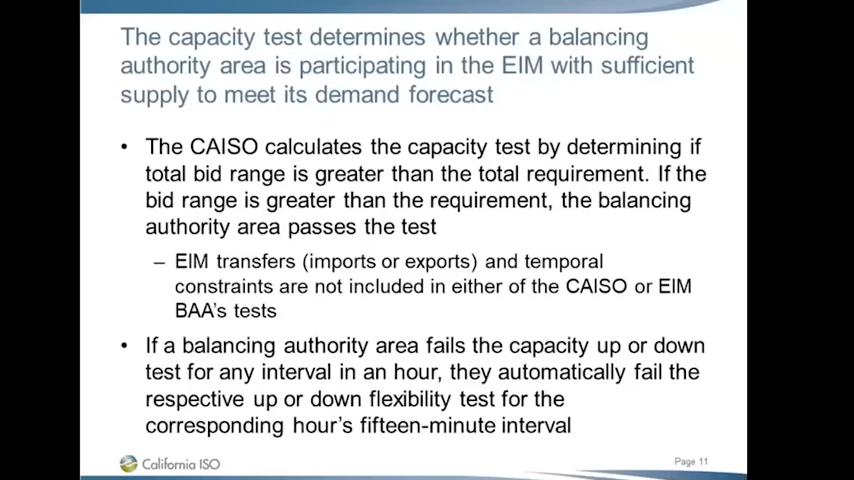 The capacity test determines whether a balancing
authority area is participating in the EIM with sufficient
supply to meet its demand forecast
• The CAISO calculates the capacity test by determining if
total bid range is greater than the total requirement. If the
bid range is greater than the requirement, the balancing
authority area passes the test
– EIM transfers (imports or exports) and temporal
constraints are not included in either of the CAISO or EIM
BAA's tests
• If a balancing authority area fails the capacity up or down
test for any interval in an hour, they automatically fail the
respective up or down flexibility test for the
corresponding hour's fifteen-minute interval
California ISO
Page 11